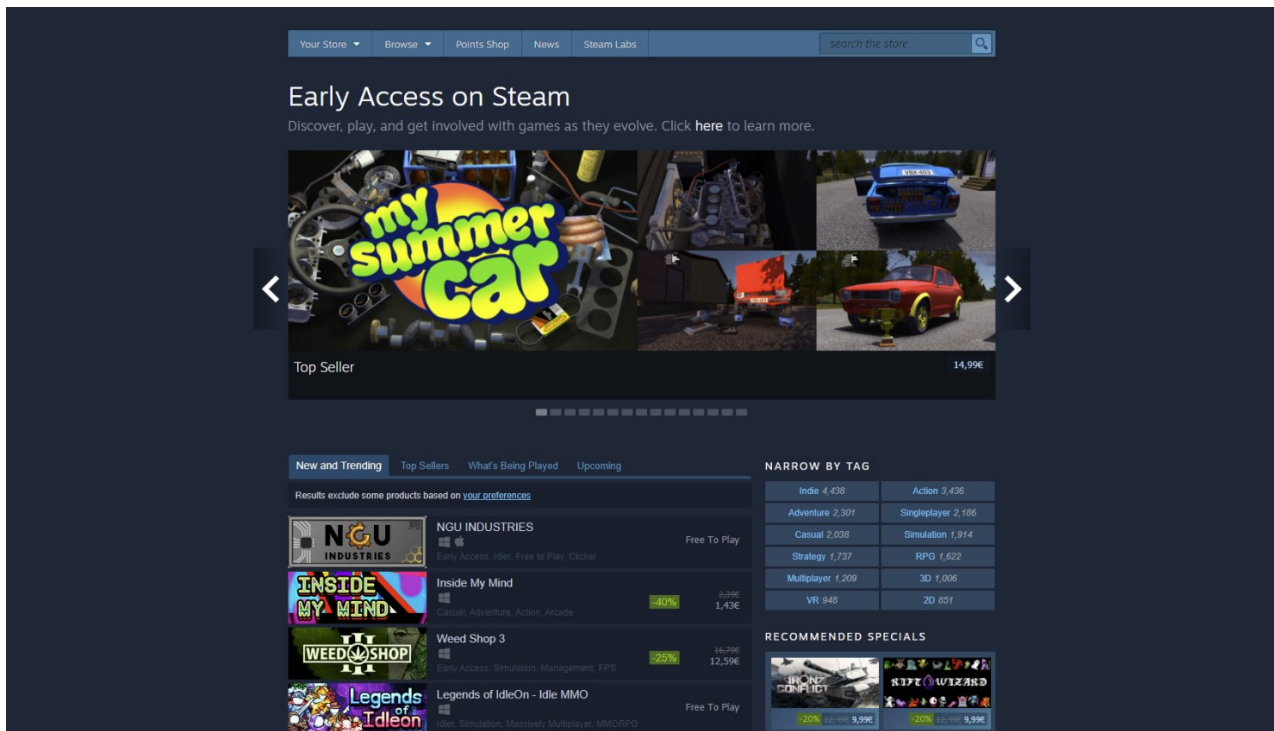 Your Store
Browse
Points Shop
News
Steam Labs
search the store
Early Access on Steam
Discover, play, and get involved with games as they evolve. Click here to learn more.
my
summer
car
Top Seller
14,99€
New and Trending
Top Sellers
What's Being Played
Upcoming
Results exclude some products based on your preferences
NGU
INDUSTRIES
NGU INDUSTRIES
Early Access, Idler, Free to Play, Clicker
Free To Play
INSIDE
MY MIND
Inside My Mind
Casual, Adventure, Action, Arcade
-40%
2,39€
1,43€
WEED SHOP
III
Weed Shop 3
Early Access, Simulation, Management, FPS
-25%
16,79€
12,59€
Legends
of
Idleon
Legends of IdleOn - Idle MMO
Idler, Simulation, Massively Multiplayer, MMORPG
Free To Play
NARROW BY TAG
Indie 4,438
Action 3,436
Adventure 2,301
Singleplayer 2,186
Casual 2,038
Simulation 1,914
Strategy 1,737
RPG 1,622
Multiplayer 1,209
3D 1,006
VR 948
2D 851
RECOMMENDED SPECIALS
IRON
CONFLICT
-20% 12,49€ 9,99€
RIFT WIZARD
-20% 12,49€ 9,99€